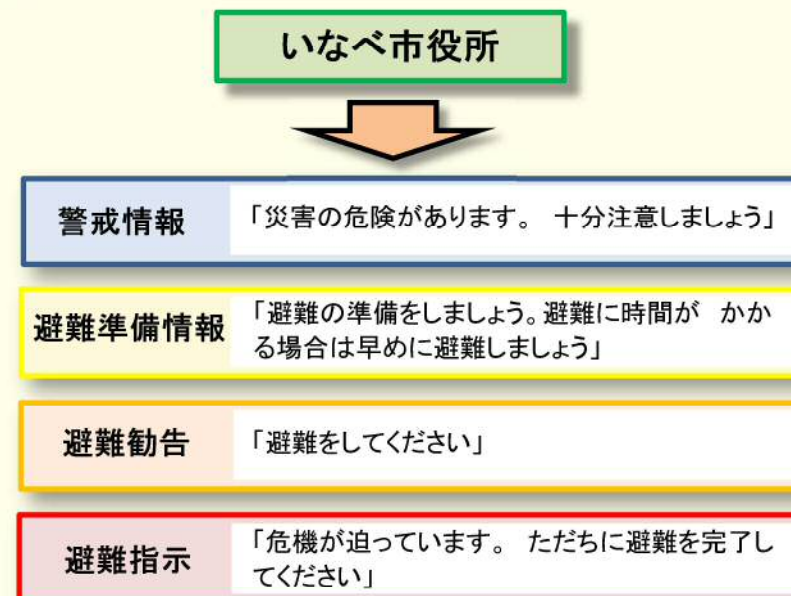 いなべ市役所
警戒情報
「災害の危険があります。 十分注意しましょう」
避難準備情報
「避難の準備をしましょう。避難に時間が かか
る場合は早めに避難しましょう」
避難勧告
「避難をしてください」
避難指示
「危機が迫っています。 ただちに避難を完了し
てください」